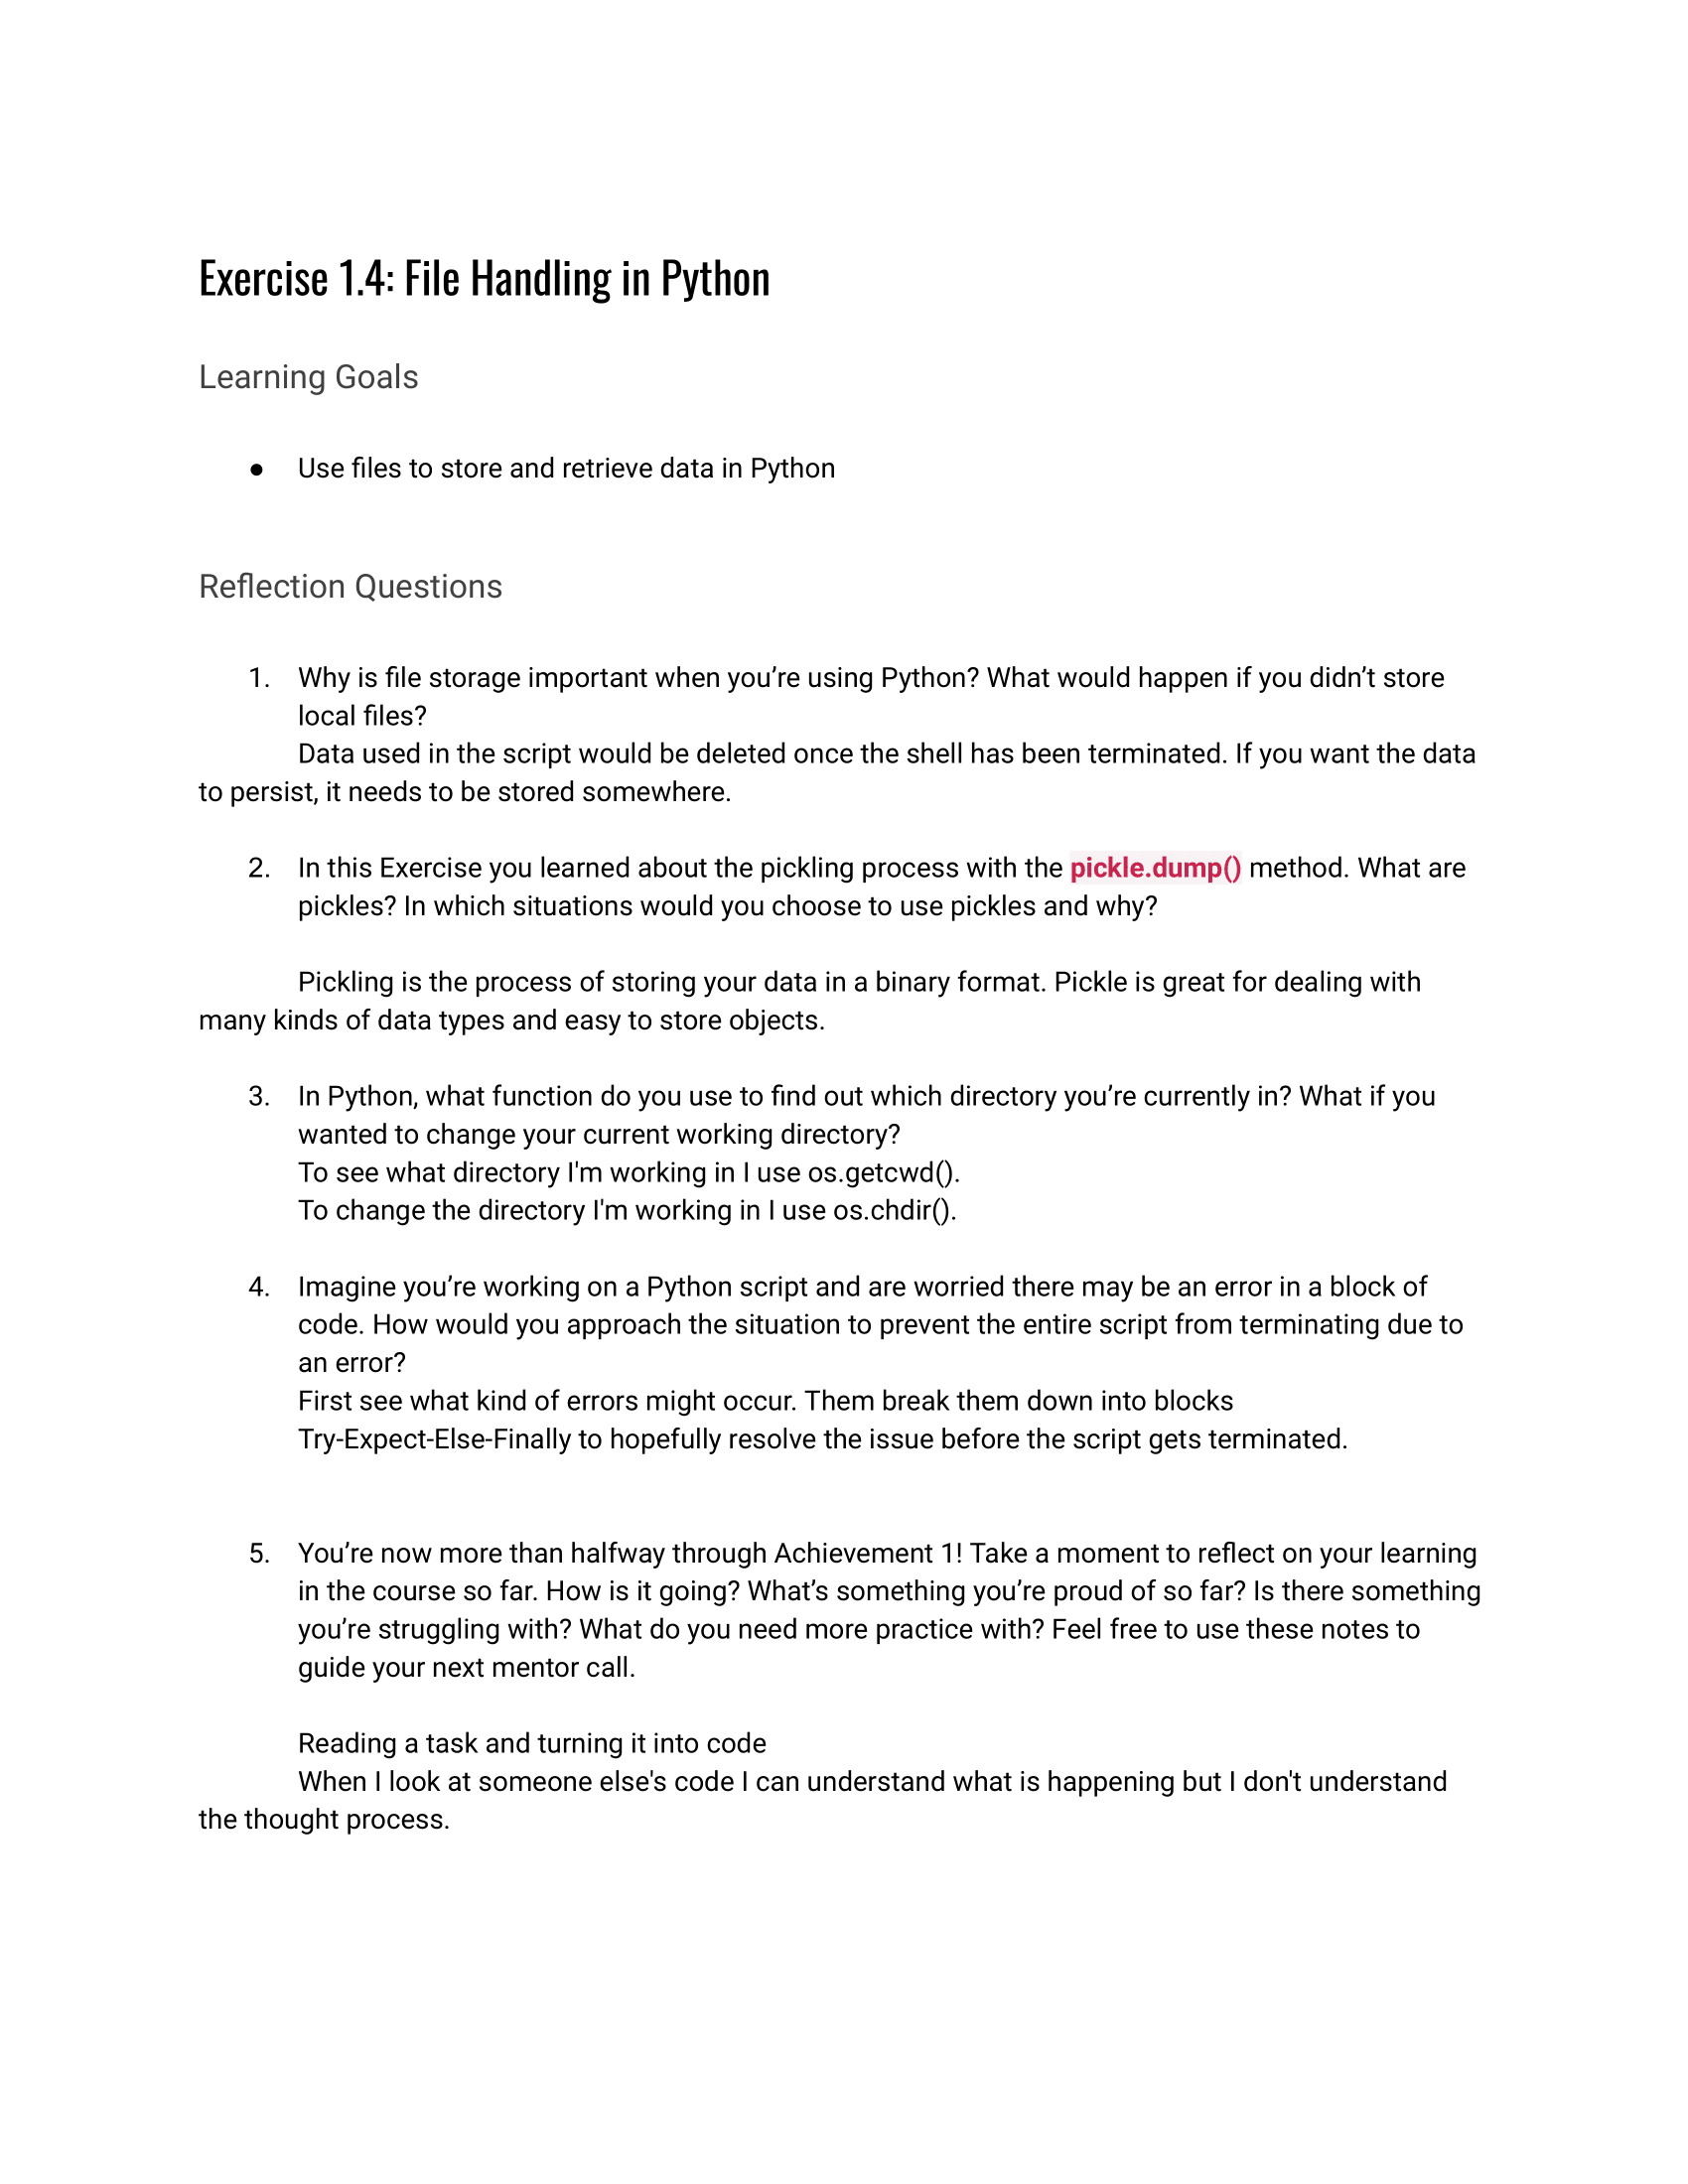 Exercise 1.4: File Handling in Python
Learning Goals
● Use files to store and retrieve data in Python
Reflection Questions
1. Why is file storage important when you’re using Python? What would happen if you didn’t store
local files?
Data used in the script would be deleted once the shell has been terminated. If you want the data
to persist, it needs to be stored somewhere.
2. In this Exercise you learned about the pickling process with the pickle.dump() method. What are
pickles? In which situations would you choose to use pickles and why?
Pickling is the process of storing your data in a binary format. Pickle is great for dealing with
many kinds of data types and easy to store objects.
3. In Python, what function do you use to find out which directory you’re currently in? What if you
wanted to change your current working directory?
To see what directory I'm working in I use os.getcwd().
To change the directory I'm working in I use os.chdir().
4. Imagine you’re working on a Python script and are worried there may be an error in a block of
code. How would you approach the situation to prevent the entire script from terminating due to
an error?
First see what kind of errors might occur. Them break them down into blocks
Try-Expect-Else-Finally to hopefully resolve the issue before the script gets terminated.
5. You’re now more than halfway through Achievement 1! Take a moment to reflect on your learning
in the course so far. How is it going? What’s something you’re proud of so far? Is there something
you’re struggling with? What do you need more practice with? Feel free to use these notes to
guide your next mentor call.
Reading a task and turning it into code
When I look at someone else's code I can understand what is happening but I don't understand
the thought process.